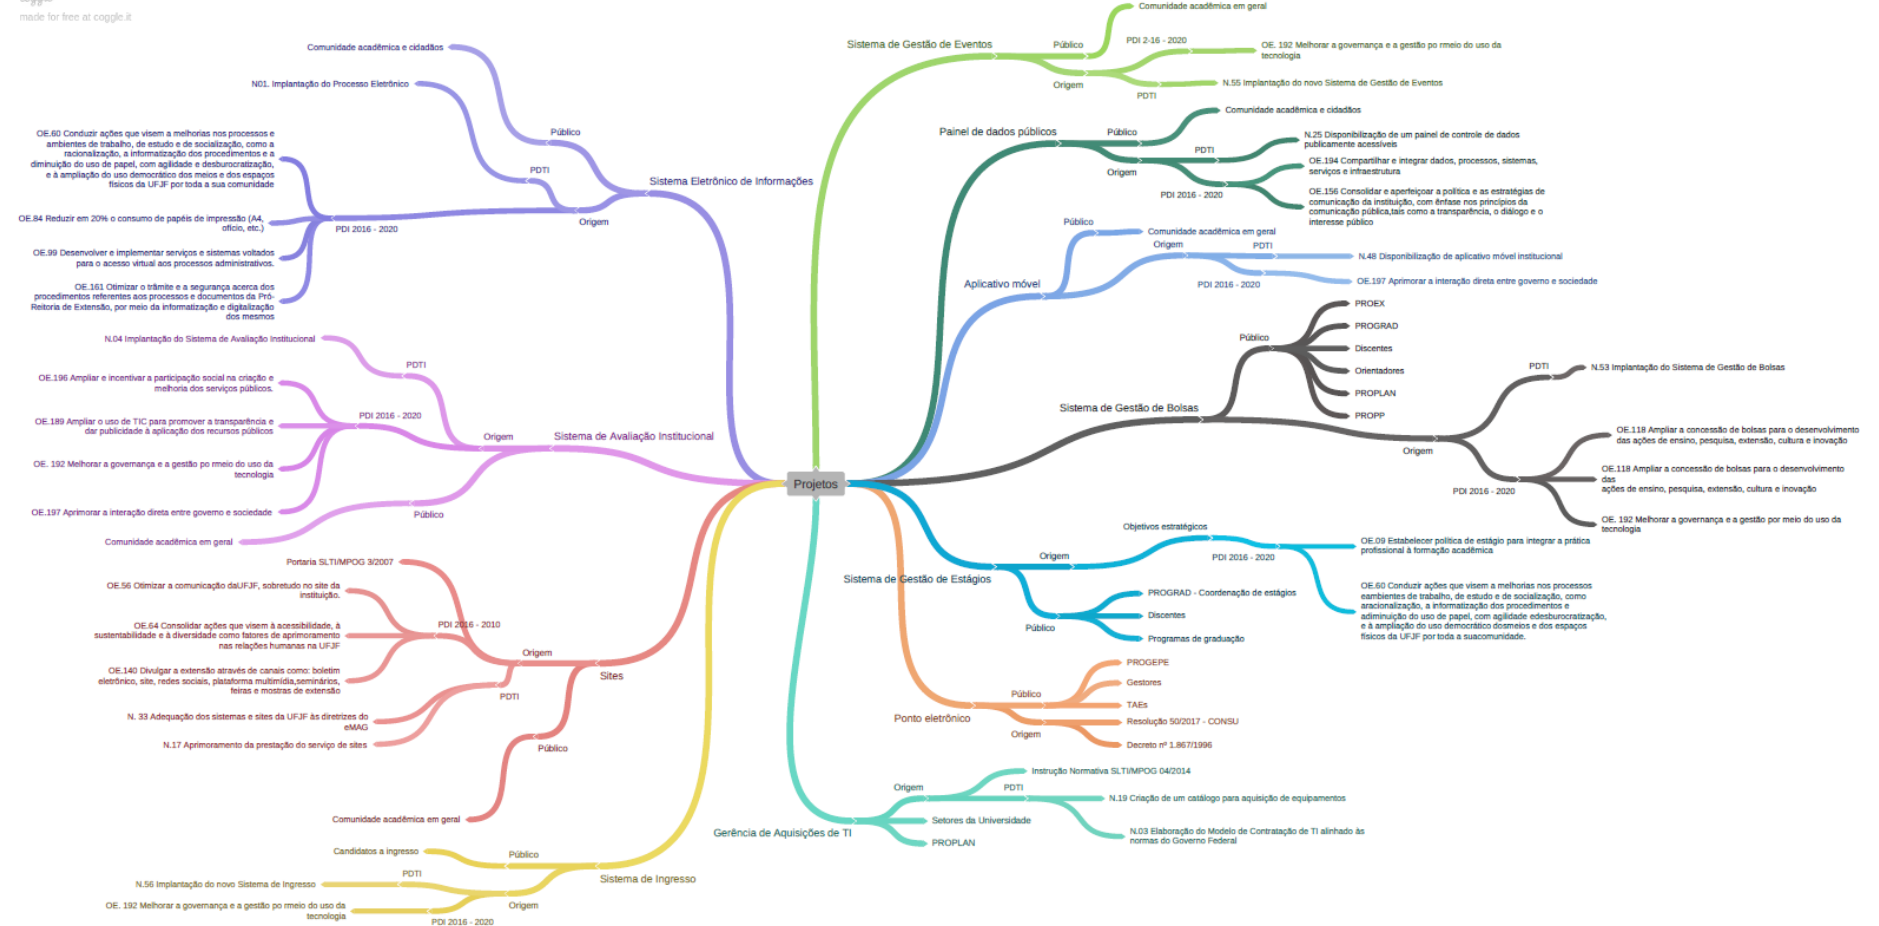 made for free at coggle.it
Comunidade acadêmica e cidadãos
N01. Implantação do Processo Eletrônico
Público
OE.60 Conduzir ações que visem a melhorias nos processos e
ambientes de trabalho, de estudo e de socialização, como a
racionalização, a informatização dos procedimentos e a
diminuição do uso de papel, com agilidade e desburocratização,
e à ampliação do uso democrático dos meios e dos espaços
físicos da UFJF por toda a sua comunidade
PDTI
Sistema Eletrônico de Informações
OE.84 Reduzir em 20% o consumo de papéis de impressão (A4,
ofício, etc.)
Origem
PDI 2016 - 2020
OE.99 Desenvolver e implementar serviços e sistemas voltados
para o acesso virtual aos processos administrativos.
OE.161 Otimizar o trâmite e a segurança acerca dos
procedimentos referentes aos processos e documentos da Pró-
Reitoria de Extensão, por meio da informatização e digitalização
dos mesmos
N.04 Implantação do Sistema de Avaliação Institucional
PDTI
OE.196 Ampliar e incentivar a participação social na criação e
melhoria dos serviços públicos.
PDI 2016 - 2020
OE.189 Ampliar o uso de TIC para promover a transparência e
dar publicidade à aplicação dos recursos públicos
Origem
Sistema de Avaliação Institucional
OE. 192 Melhorar a governança e a gestão po rmeio do uso da
tecnologia
OE.197 Aprimorar a interação direta entre governo e sociedade
Público
Comunidade acadêmica em geral
Portaria SLTI/MPOG 3/2007
OE.56 Otimizar a comunicação daUFJF, sobretudo no site da
instituição.
PDI 2016 - 2010
OE.64 Consolidar ações que visem à acessibilidade, à
sustentabilidade e à diversidade como fatores de aprimoramento
nas relações humanas na UFJF
Origem
OE.140 Divulgar a extensão através de canais como: boletim
eletrônico, site, redes sociais, plataforma multimídia,seminários,
feiras e mostras de extensão
Sites
PDTI
N. 33 Adequação dos sistemas e sites da UFJF às diretrizes do
eMAG
N.17 Aprimoramento da prestação do serviço de sites
Público
Comunidade acadêmica em geral
Candidatos a ingresso
Público
PDTI
N.56 Implantação do novo Sistema de Ingresso
Sistema de Ingresso
OE. 192 Melhorar a governança e a gestão po rmeio do uso da
tecnologia
Origem
PDI 2016 - 2020
Projetos
Comunidade acadêmica em geral
Sistema de Gestão de Eventos
Público
PDI 2-16 - 2020
OE. 192 Melhorar a governança e a gestão po rmeio do uso da
tecnologia
Origem
N.55 Implantação do novo Sistema de Gestão de Eventos
PDTI
Comunidade acadêmica e cidadãos
Painel de dados públicos
Público
N.25 Disponibilização de um painel de controle de dados
publicamente acessíveis
PDTI
OE.194 Compartilhar e integrar dados, processos, sistemas,
serviços e infraestrutura
Origem
PDI 2016 - 2020
OE.156 Consolidar e aperfeiçoar a política e as estratégias de
comunicação da instituição, com ênfase nos princípios da
comunicação pública,tais como a transparência, o diálogo e o
interesse público
Público
Comunidade acadêmica em geral
Origem
PDTI
N.48 Disponibilização de aplicativo móvel institucional
Aplicativo móvel
PDI 2016 - 2020
OE.197 Aprimorar a interação direta entre governo e sociedade
PROEX
PROGRAD
Público
Discentes
Orientadores
PROPLAN
PROPP
Sistema de Gestão de Bolsas
PDTI
N.53 Implantação do Sistema de Gestão de Bolsas
OE.118 Ampliar a concessão de bolsas para o desenvolvimento
das ações de ensino, pesquisa, extensão, cultura e inovação
Origem
OE.118 Ampliar a concessão de bolsas para o desenvolvimento
das
ações de ensino, pesquisa, extensão, cultura e inovação
PDI 2016 - 2020
OE. 192 Melhorar a governança e a gestão por meio do uso da
tecnologia
Objetivos estratégicos
OE.09 Estabelecer política de estágio para integrar a prática
profissional à formação acadêmica
Origem
PDI 2016 - 2020
Sistema de Gestão de Estágios
OE.60 Conduzir ações que visem a melhorias nos processos
eambientes de trabalho, de estudo e de socialização, como
aracionalização, a informatização dos procedimentos e
adiminuição do uso de papel, com agilidade edesburocratização,
e à ampliação do uso democrático dosmeios e dos espaços
físicos da UFJF por toda a suacomunidade.
PROGRAD - Coordenação de estágios
Discentes
Público
Programas de graduação
PROGEPE
Gestores
Público
TAEs
Ponto eletrônico
Resolução 50/2017 - CONSU
Origem
Decreto nº 1.867/1996
Instrução Normativa SLTI/MPOG 04/2014
Origem
PDTI
N.19 Criação de um catálogo para aquisição de equipamentos
Setores da Universidade
Gerência de Aquisições de TI
N.03 Elaboração do Modelo de Contratação de TI alinhado às
normas do Governo Federal
PROPLAN